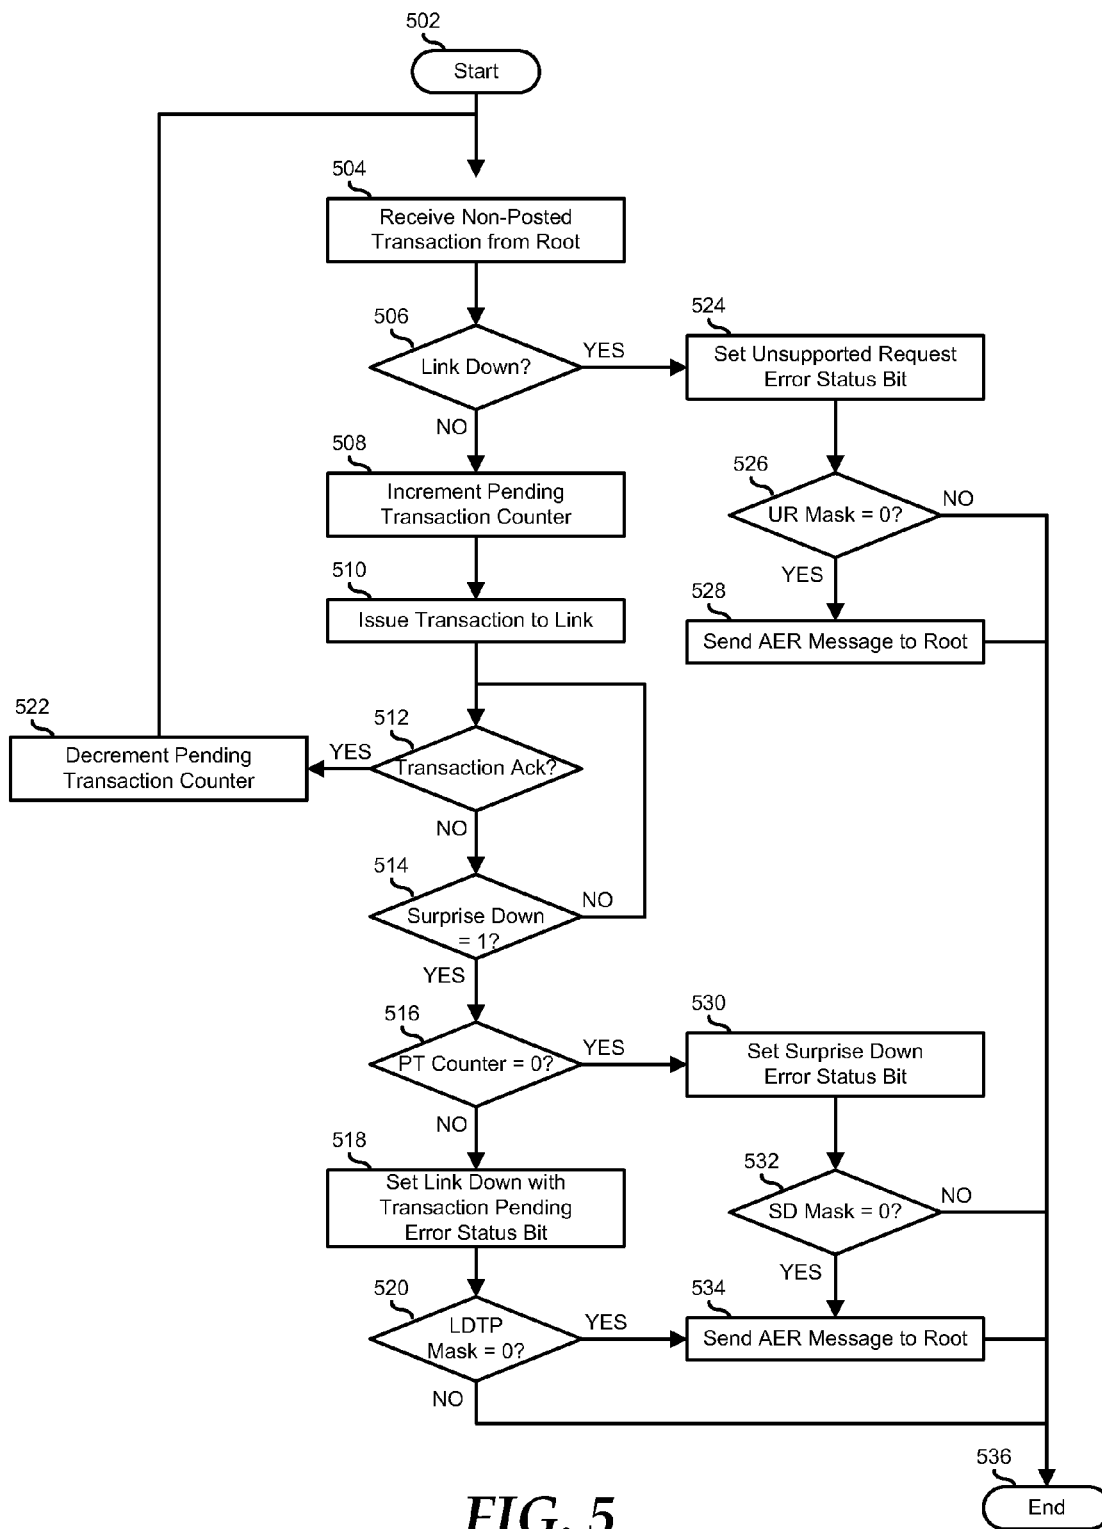 502
Start
504
Receive Non-Posted
Transaction from Root
506
Link Down?
YES
NO
524
Set Unsupported Request
Error Status Bit
508
Increment Pending
Transaction Counter
526
UR Mask = 0?
NO
YES
510
Issue Transaction to Link
528
Send AER Message to Root
522
Decrement Pending
Transaction Counter
512
Transaction Ack?
YES
NO
514
Surprise Down
= 1?
NO
YES
516
PT Counter = 0?
YES
NO
530
Set Surprise Down
Error Status Bit
518
Set Link Down with
Transaction Pending
Error Status Bit
532
SD Mask = 0?
NO
YES
520
LDTP
Mask = 0?
YES
NO
534
Send AER Message to Root
536
End
FIG. 5